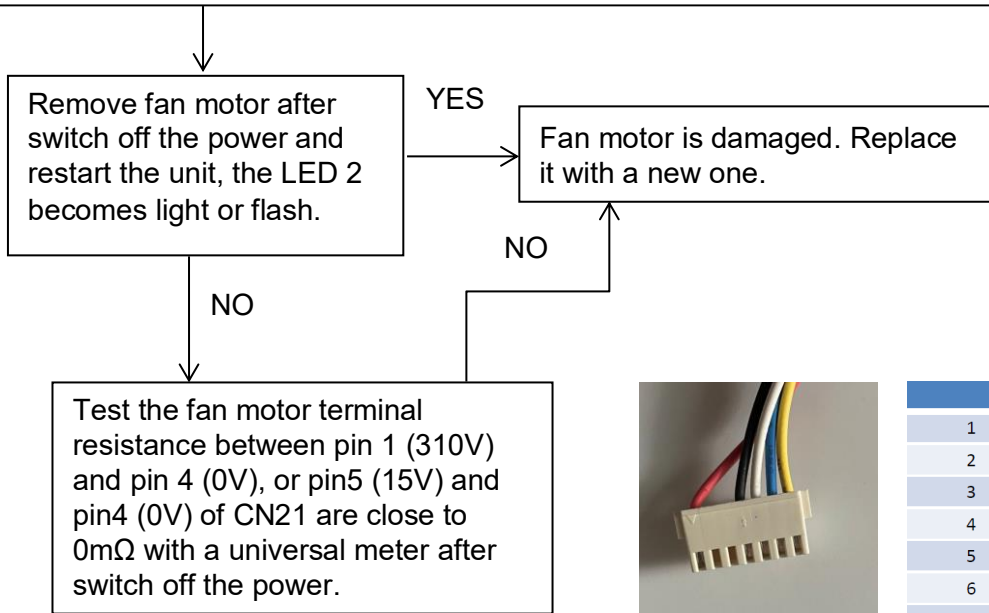 Remove fan motor after
switch off the power and
restart the unit, the LED 2
becomes light or flash.
YES
Fan motor is damaged. Replace
it with a new one.
NO
NO
Test the fan motor terminal
resistance between pin 1 (310V)
and pin 4 (0V), or pin5 (15V) and
pin4 (0V) of CN21 are close to
0mΩ with a universal meter after
switch off the power.
1
2
3
4
5
6